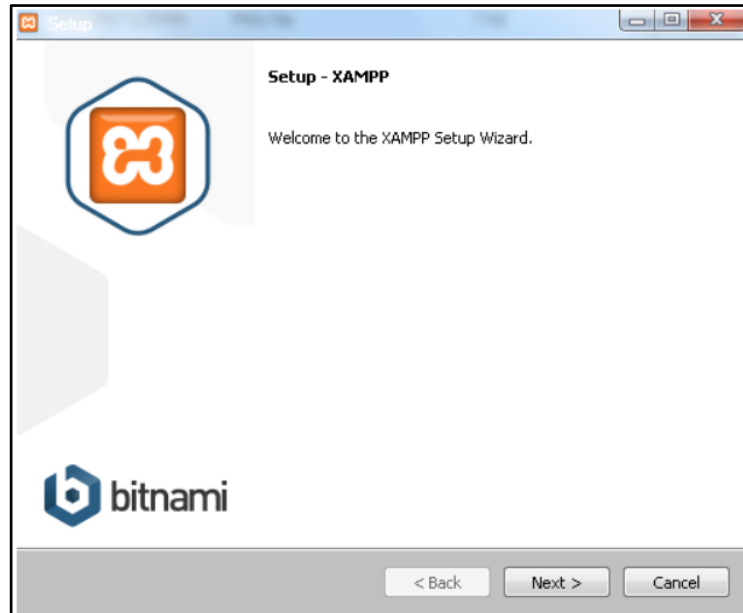 Setup
Setup - XAMPP
Welcome to the XAMPP Setup Wizard.
bitnami
< Back
Next >
Cancel